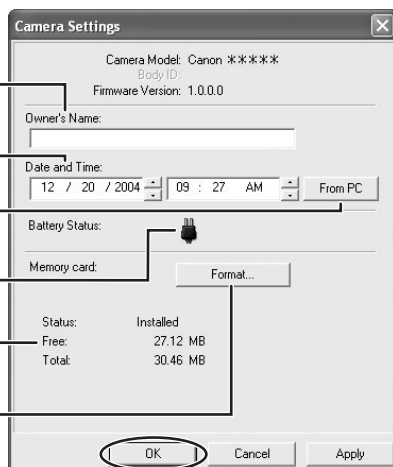 Camera Settings
Camera Model: Canon *****
Body ID:
Firmware Version: 1.0.0.0
Owner's Name:
Date and Time:
12 / 20 / 2004 09 : 27 AM From PC
Battery Status:
Memory card: Format...
Status: Installed
Free: 27.12 MB
Total: 30.46 MB
OK Cancel Apply